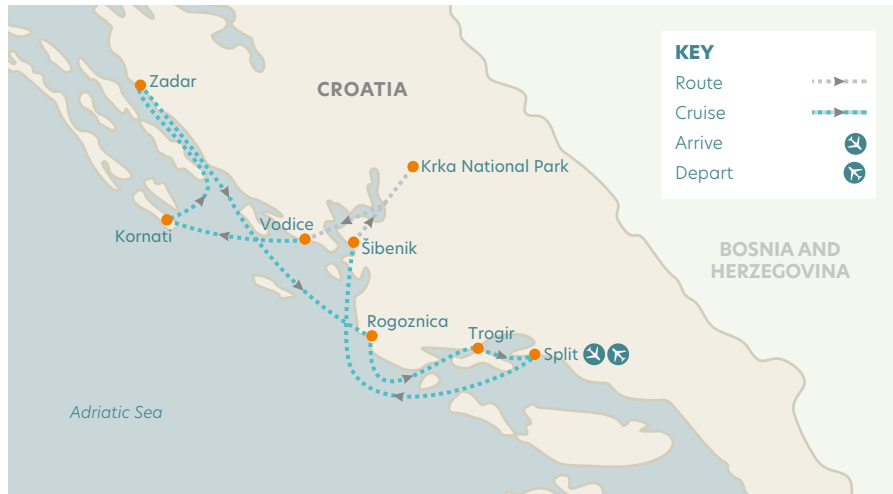 Zadar
CROATIA
Krka National Park
Vodice
Kornati
Šibenik
Rogoznica
Trogir
Split
Adriatic Sea
KEY
Route
Cruise
Arrive
Depart
BOSNIA AND
HERZEGOVINA